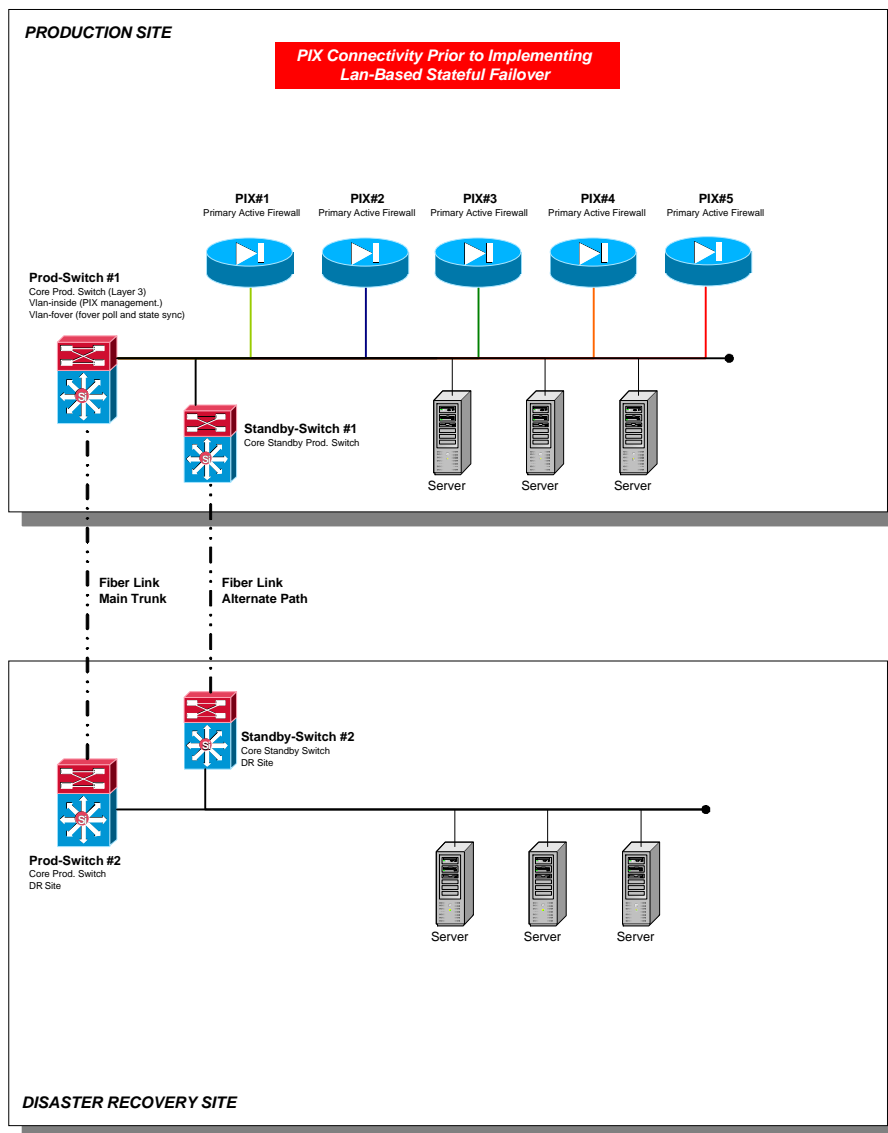 PRODUCTION SITE
PIX Connectivity Prior to Implementing
Lan-Based Stateful Failover
PIX#1
Primary Active Firewall
PIX#2
Primary Active Firewall
PIX#3
Primary Active Firewall
PIX#4
Primary Active Firewall
PIX#5
Primary Active Firewall
Prod-Switch #1
Core Prod. Switch (Layer 3)
Vlan-inside (PIX management.)
Vlan-fover (fover poll and state sync)
Si
Standby-Switch #1
Core Standby Prod. Switch
Si
Server
Server
Server
Fiber Link
Main Trunk
Fiber Link
Alternate Path
Standby-Switch #2
Core Standby Switch
DR Site
Si
Si
Prod-Switch #2
Core Prod. Switch
DR Site
Server
Server
Server
DISASTER RECOVERY SITE